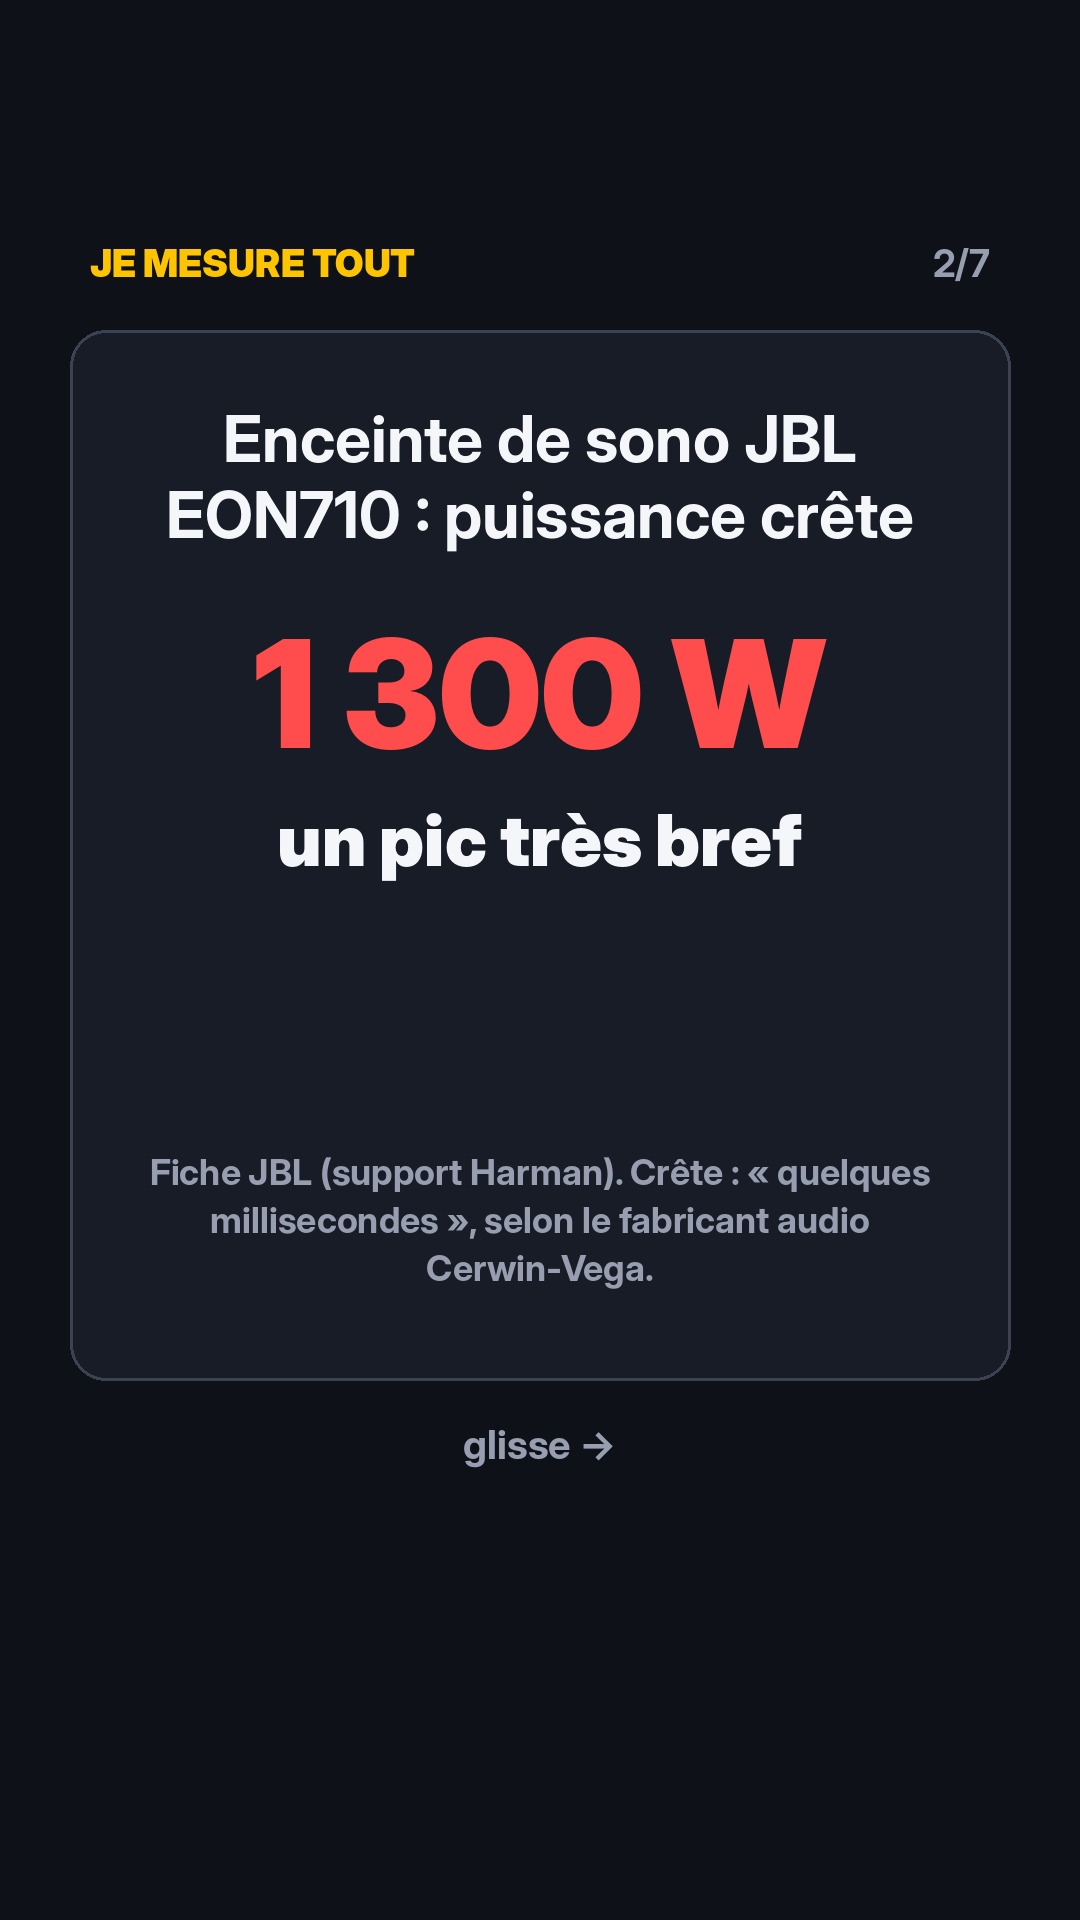 JE MESURE TOUT
2/7
Enceinte de sono JBL
EON710 : puissance crête
1 300 W
un pic très bref
Fiche JBL (support Harman). Crête : « quelques
millisecondes », selon le fabricant audio
Cerwin-Vega.
glisse →